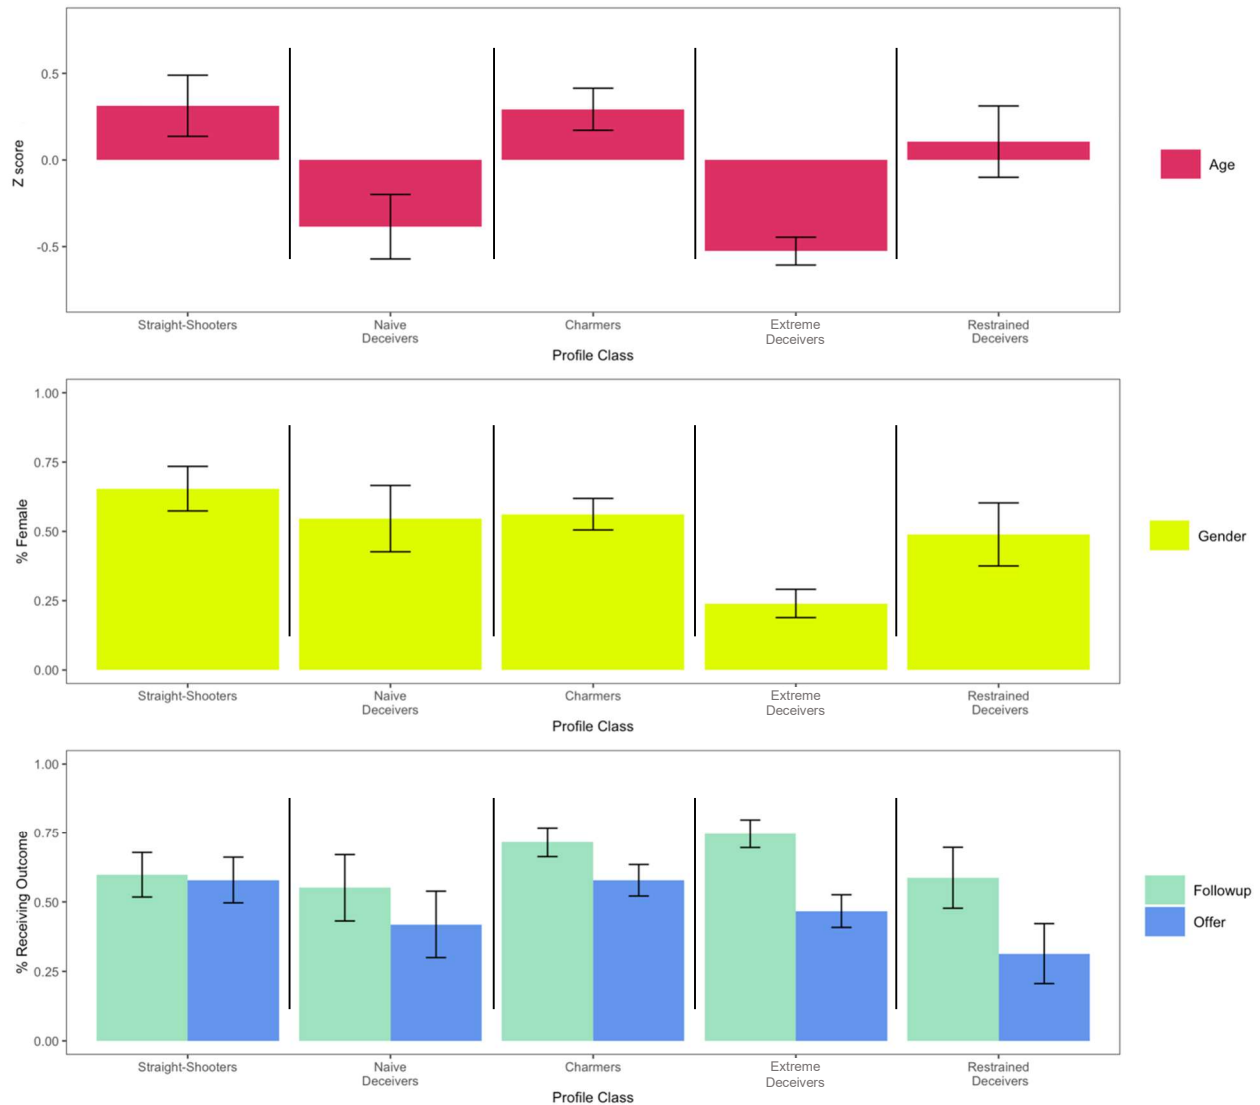 0.5
0.0
-0.5
Z score
Straight-Shooters
Naive
Deceivers
Charmers
Extreme
Deceivers
Restrained
Deceivers
Profile Class
Age
1.00
0.75
0.50
0.25
0.00
% Female
Straight-Shooters
Naive
Deceivers
Charmers
Extreme
Deceivers
Restrained
Deceivers
Profile Class
Gender
1.00
0.75
0.50
0.25
0.00
% Receiving Outcome
Straight-Shooters
Naive
Deceivers
Charmers
Extreme
Deceivers
Restrained
Deceivers
Profile Class
Followup
Offer